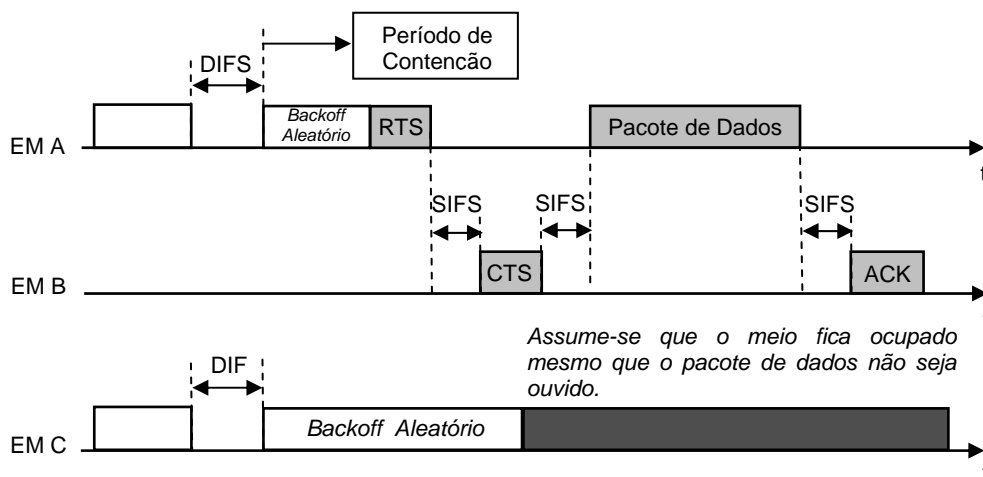 Período de
Contenção
DIFS
Backoff
Aleatório
RTS
Pacote de Dados
EM A
t
SIFS
SIFS
SIFS
CTS
ACK
EM B
Assume-se que o meio fica ocupado
mesmo que o pacote de dados não seja
ouvido.
DIF
Backoff Aleatório
EM C